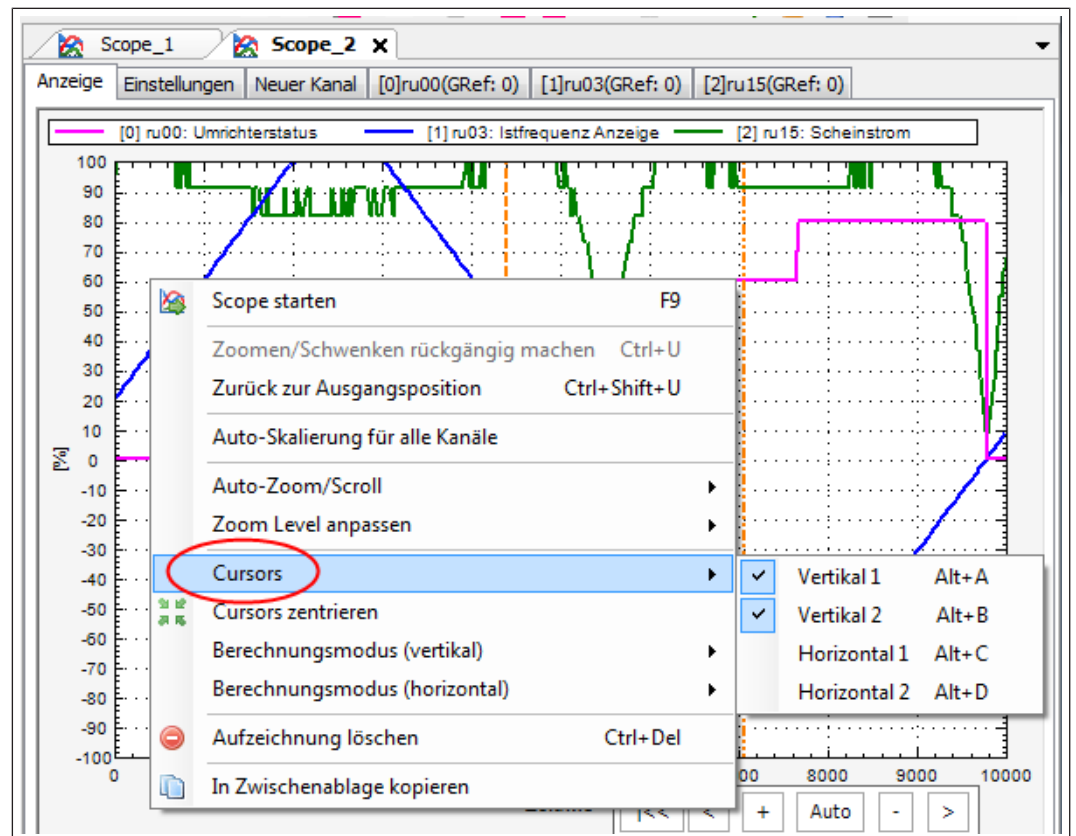 Scope_1 Scope_2
Anzeige Einstellungen Neuer Kanal [0]ru00(GRef: 0) [1]ru03(GRef: 0) [2]ru15(GRef: 0)
[0] ru00: Umrichterstatus [1] ru03: Istfrequenz Anzeige [2] ru15: Scheinstrom
100
90
80
70
60
50
40
30
20
10
0
-10
-20
-30
-40
-50
-60
-70
-80
-90
-100
[%]
Scope starten F9
Zoomen/Schwenken rückgängig machen Ctrl+U
Zurück zur Ausgangsposition Ctrl+Shift+U
Auto-Skalierung für alle Kanäle
Auto-Zoom/Scroll
Zoom Level anpassen
Cursors
Cursors zentrieren
Berechnungsmodus (vertikal)
Berechnungsmodus (horizontal)
Aufzeichnung löschen Ctrl+Del
In Zwischenablage kopieren
Vertikal 1 Alt+A
Vertikal 2 Alt+B
Horizontal 1 Alt+C
Horizontal 2 Alt+D
0 00 8000 9000 10000
|<< < + Auto - >